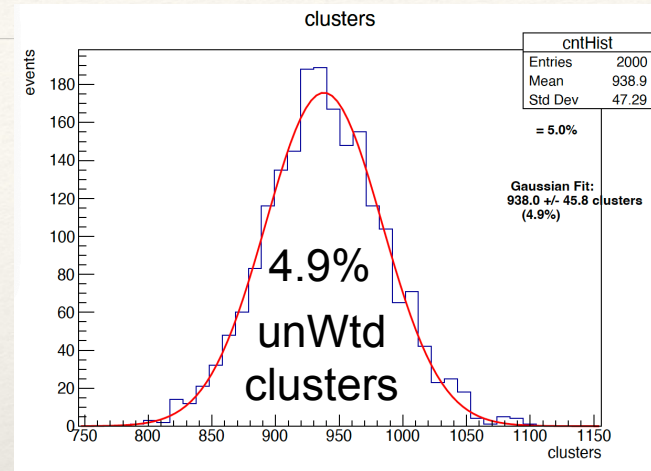 clusters
cntHist
Entries 2000
Mean 938.9
Std Dev 47.29
= 5.0%
Gaussian Fit:
938.0 +/- 45.8 clusters
(4.9%)
events
180
160
140
120
100
80
60
40
20
0
4.9%
unWtd
clusters
750 800 850 900 950 1000 1050 1100 1150
clusters